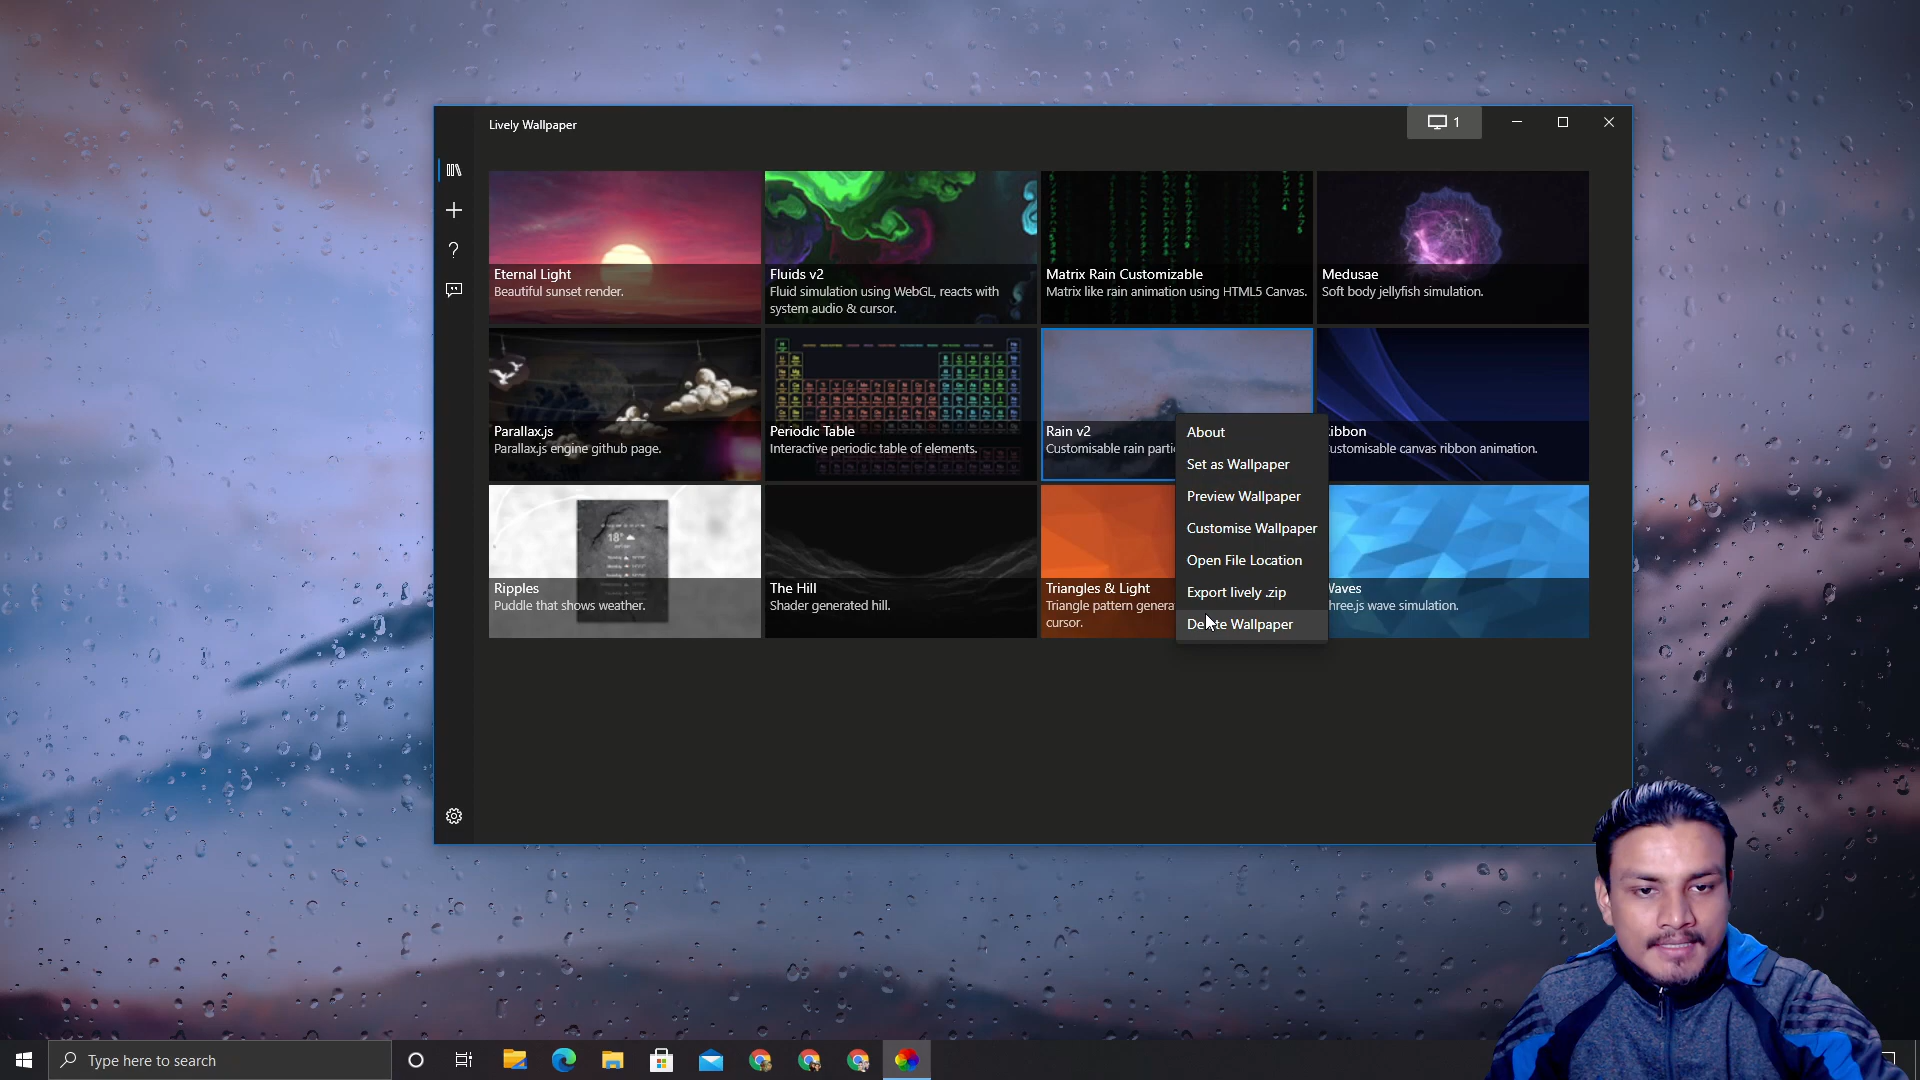 Lively Wallpaper
1
Eternal Light
Beautiful sunset render.
Fluids v2
Fluid simulation using WebGL, reacts with
system audio & cursor.
Matrix Rain Customizable
Matrix like rain animation using HTML5 Canvas.
Medusae
Soft body jellyfish simulation.
Parallax.js
Parallax.js engine github page.
Periodic Table
Interactive periodic table of elements.
Rain v2
Customisable rain parti
ibbon
ustomisable canvas ribbon animation.
Ripples
Puddle that shows weather.
18°
The Hill
Shader generated hill.
Triangles & Light
Triangle pattern genera
cursor.
Waves
hree.js wave simulation.
About
Set as Wallpaper
Preview Wallpaper
Customise Wallpaper
Open File Location
Export lively .zip
Delete Wallpaper
Type here to search